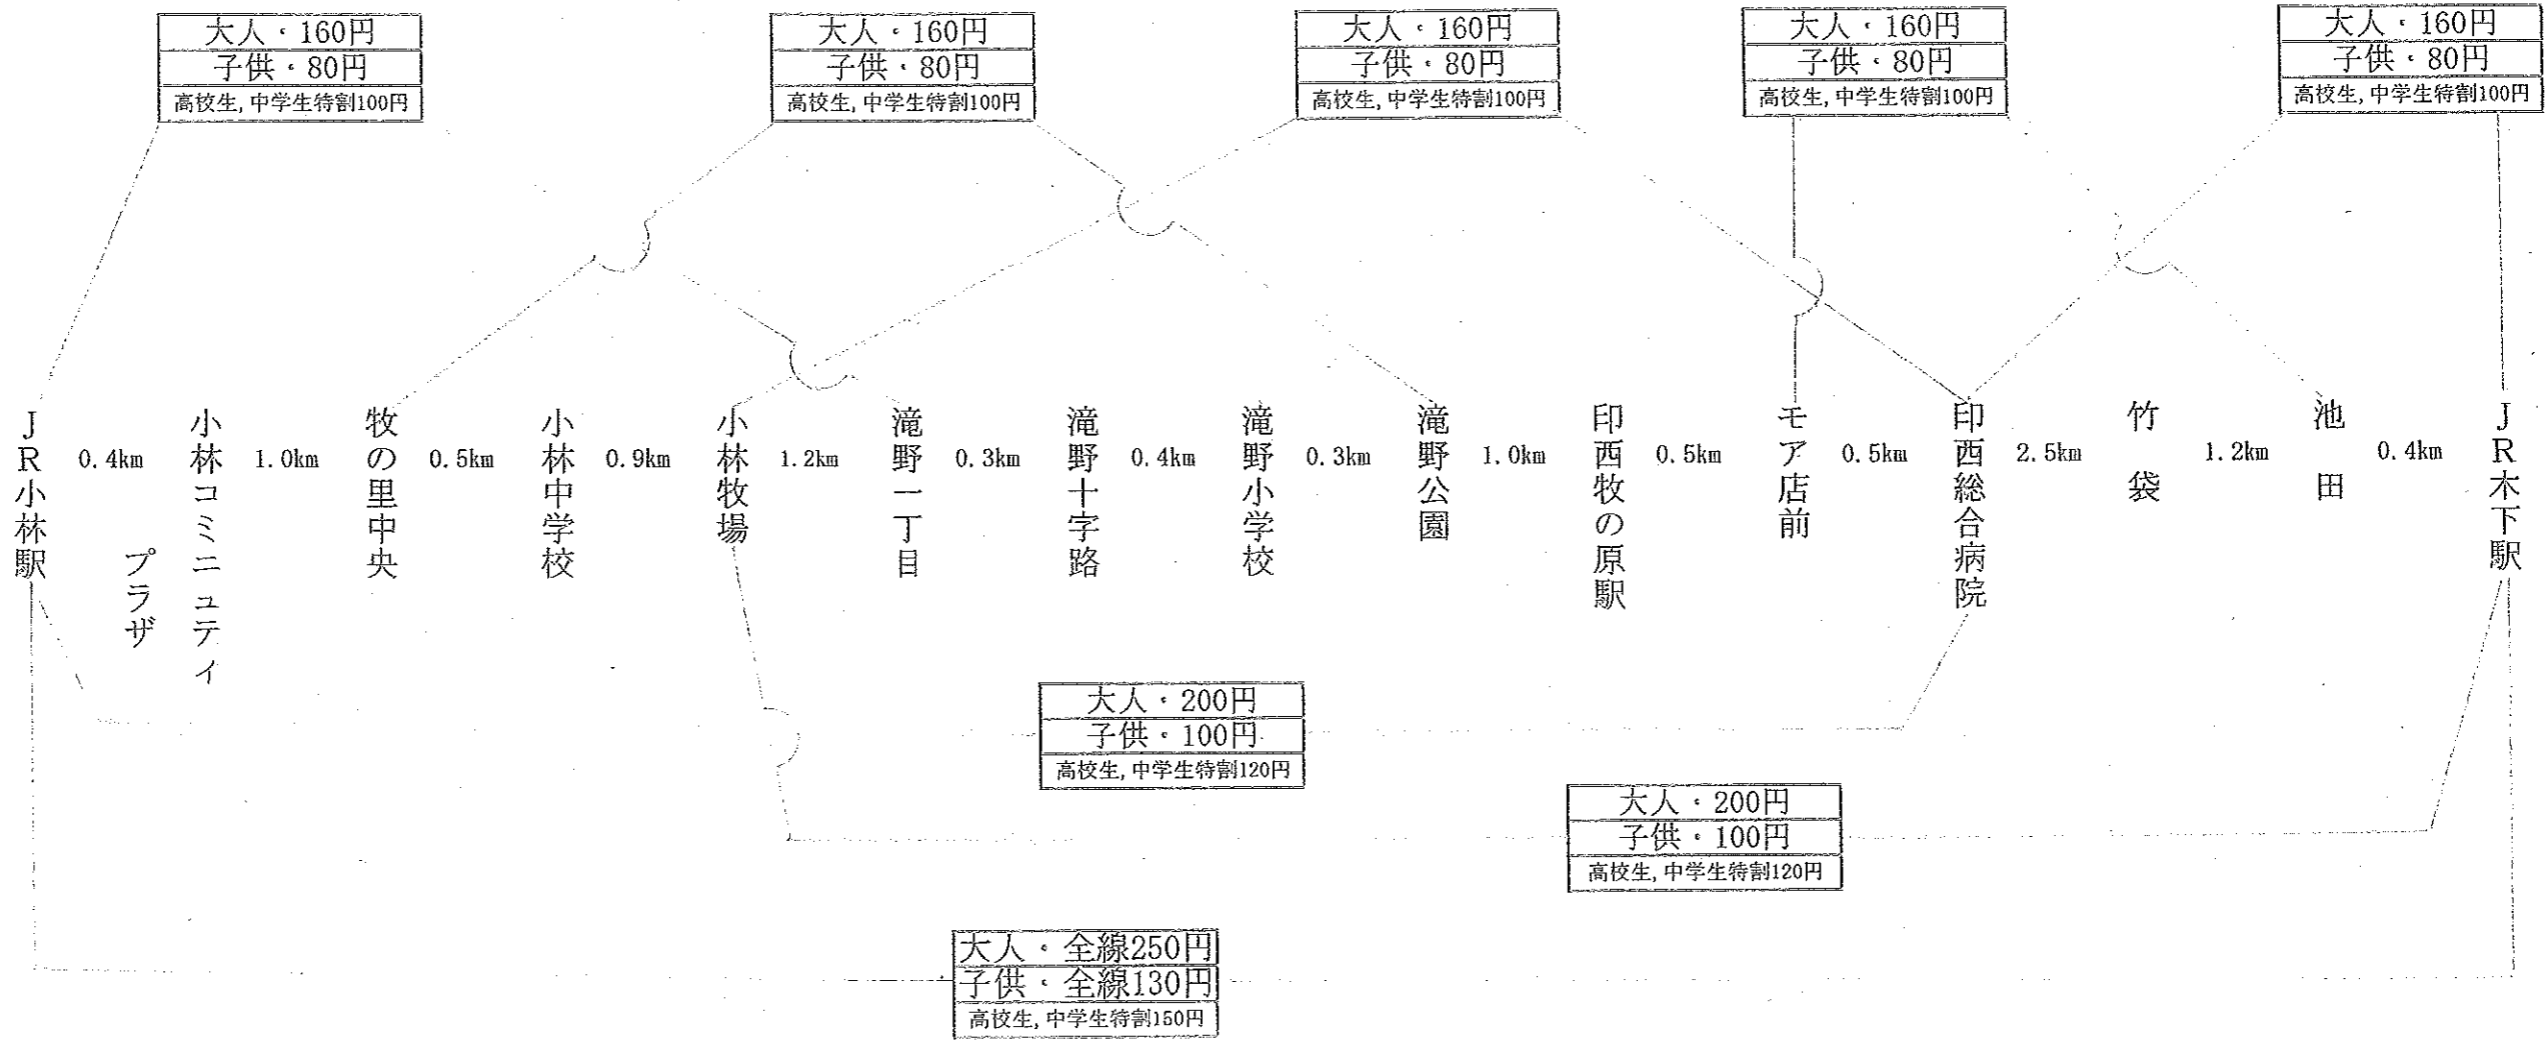 大人・160円
子供・80円
高校生,中学生特割100円
大人・160円
子供・80円
高校生,中学生特割100円
大人・160円
子供・80円
高校生,中学生特割100円
大人・160円
子供・80円
高校生,中学生特割100円
大人・160円
子供・80円
高校生,中学生特割100円
JR小林駅
0.4km
小林コミニュティ
プラザ
1.0km
牧の里中央
0.5km
小林中学校
0.9km
小林牧場
1.2km
滝野一丁目
0.3km
滝野十字路
0.4km
滝野小学校
0.3km
滝野公園
1.0km
印西牧の原駅
0.5km
モア店前
0.5km
印西総合病院
2.5km
竹袋
1.2km
池田
0.4km
JR木下駅
大人・200円
子供・100円
高校生,中学生特割120円
大人・200円
子供・100円
高校生,中学生特割120円
大人・全線250円
子供・全線130円
高校生,中学生特割150円